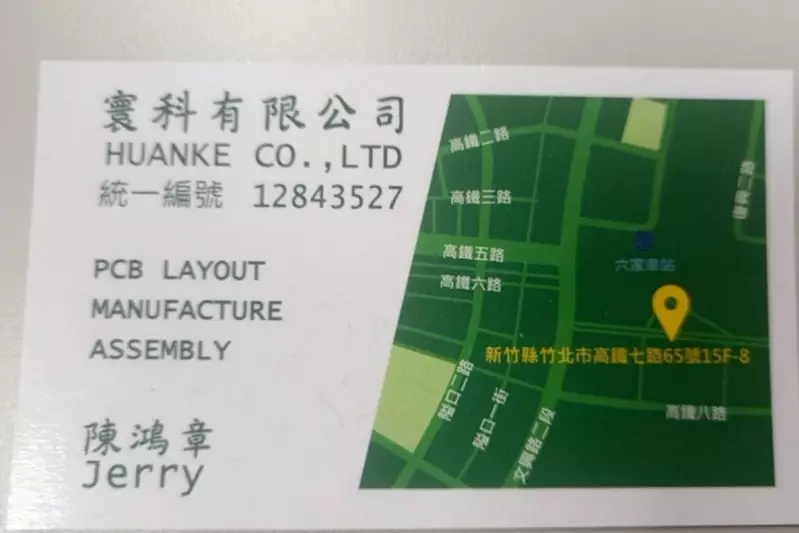 寰科有限公司
HUANKE CO.,LTD
統一編號 12843527
PCB LAYOUT
MANUFACTURE
ASSEMBLY
陳鴻章
Jerry
高鐵二路
高鐵三路
復興二路
高鐵五路
六家車站
高鐵六路
新竹縣竹北市高鐵七路65號15F-8
隘口二路
隘口一街
文興路二段
高鐵八路